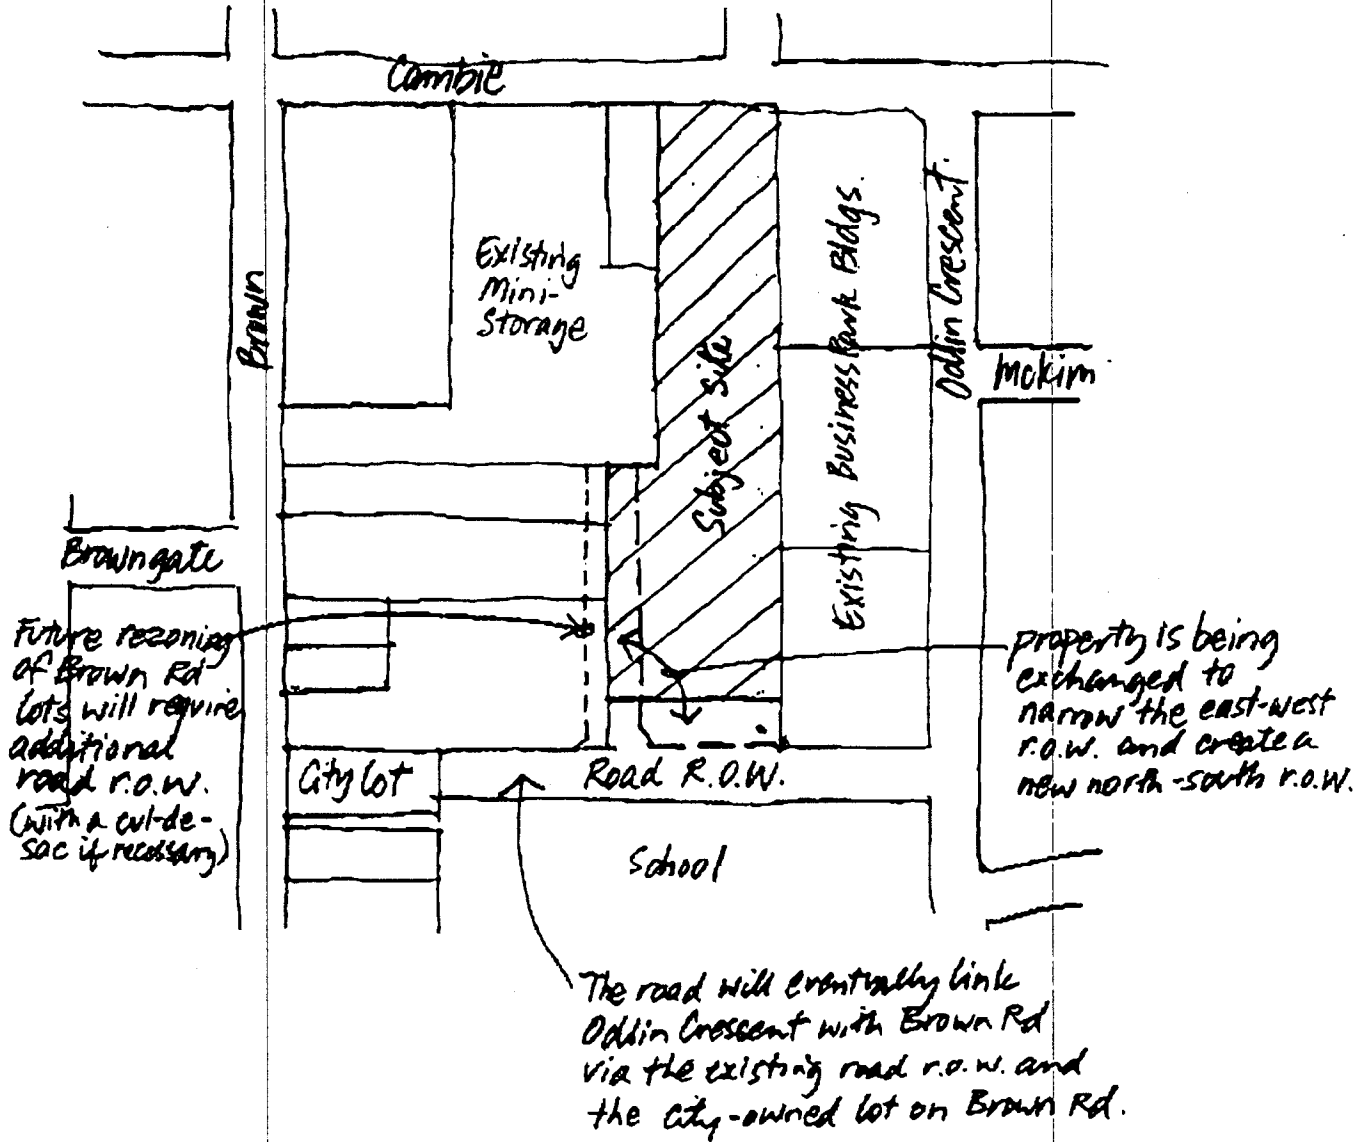 Cambie
Existing
Mini-
Storage
Brown
Subject Site
Existing Business Park Bldgs.
Odlin Crescent.
McKim
Browngate
Future rezoning
of Brown Rd
lots will require
additional
road r.o.w.
(with a cul-de-
sac if necessary)
property is being
exchanged to
narrow the east-west
r.o.w. and create a
new north-south r.o.w.
City Lot
Road R.O.W.
School
The road will eventually link
Odlin Crescent with Brown Rd
via the existing road r.o.w. and
the city-owned lot on Brown Rd.